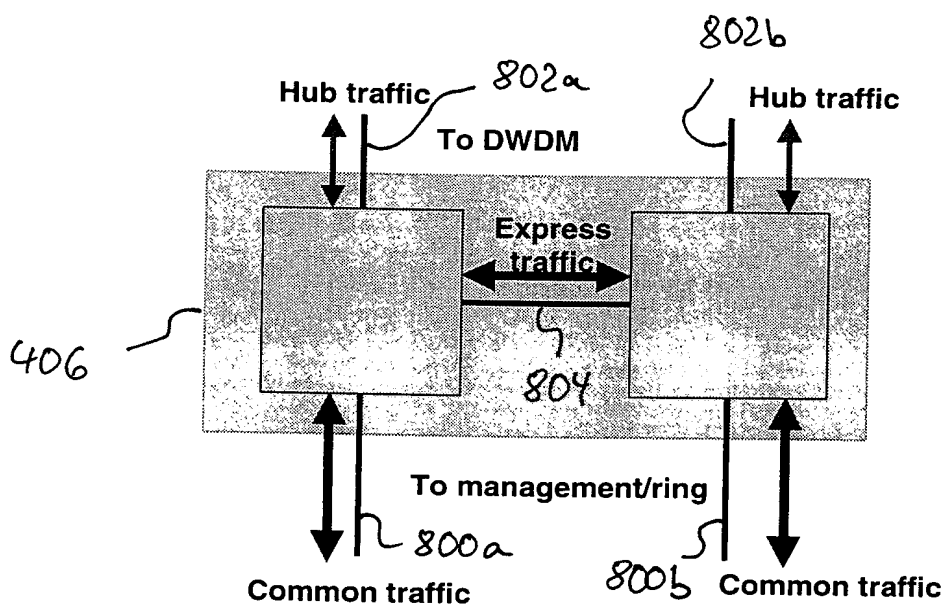 802b
802a
Hub traffic
Hub traffic
To DWDM
Express
traffic
406
804
To management/ring
800a
800b
Common traffic
Common traffic